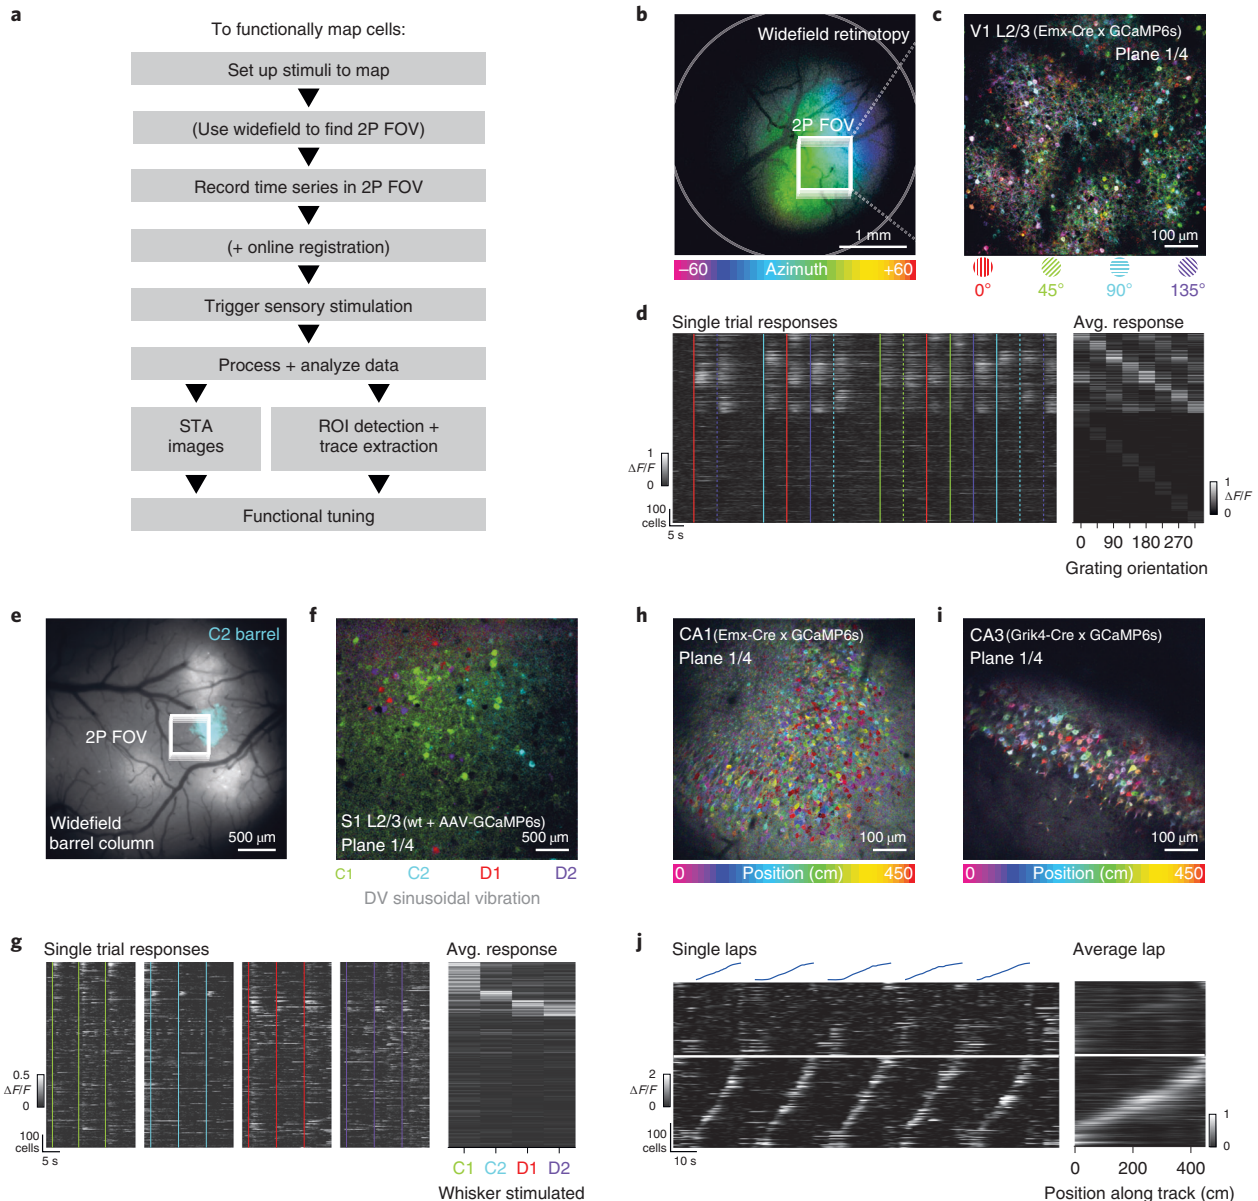 a
To functionally map cells:
Set up stimuli to map
(Use widefield to find 2P FOV)
Record time series in 2P FOV
(+ online registration)
Trigger sensory stimulation
Process + analyze data
STA
images
ROI detection +
trace extraction
Functional tuning
b
Widefield retinotopy
2P FOV
1 mm
–60
Azimuth
+60
c
V1 L2/3 (Emx-Cre x GCaMP6s)
Plane 1/4
100 μm
0°
45°
90°
135°
d
Single trial responses
1
ΔF/F
0
100
cells
5 s
Avg. response
1
ΔF/F
0
0
90
180
270
Grating orientation
e
C2 barrel
2P FOV
Widefield
barrel column
500 μm
f
S1 L2/3 (wt + AAV-GCaMP6s)
Plane 1/4
500 μm
C1
C2
D1
D2
DV sinusoidal vibration
g
Single trial responses
0.5
ΔF/F
0
100
cells
5 s
Avg. response
C1
C2
D1
D2
Whisker stimulated
h
CA1 (Emx-Cre x GCaMP6s)
Plane 1/4
100 μm
0
Position (cm)
450
i
CA3 (Grik4-Cre x GCaMP6s)
Plane 1/4
100 μm
0
Position (cm)
450
j
Single laps
2
ΔF/F
0
100
cells
10 s
Average lap
1
0
0
200
400
Position along track (cm)